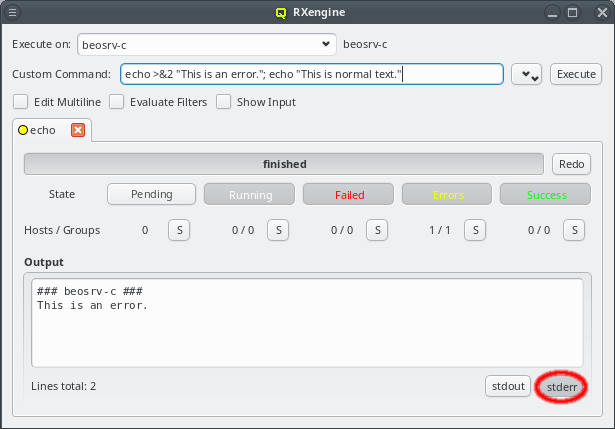 RXengine
Execute on: beosrv-c beosrv-c
Custom Command: echo >&2 "This is an error."; echo "This is normal text." Execute
Edit Multiline Evaluate Filters Show Input
echo
finished Redo
State Pending Running Failed Errors Success
Hosts / Groups 0 S 0 / 0 S 0 / 0 S 1 / 1 S 0 / 0 S
Output
### beosrv-c ###
This is an error.
Lines total: 2 stdout stderr